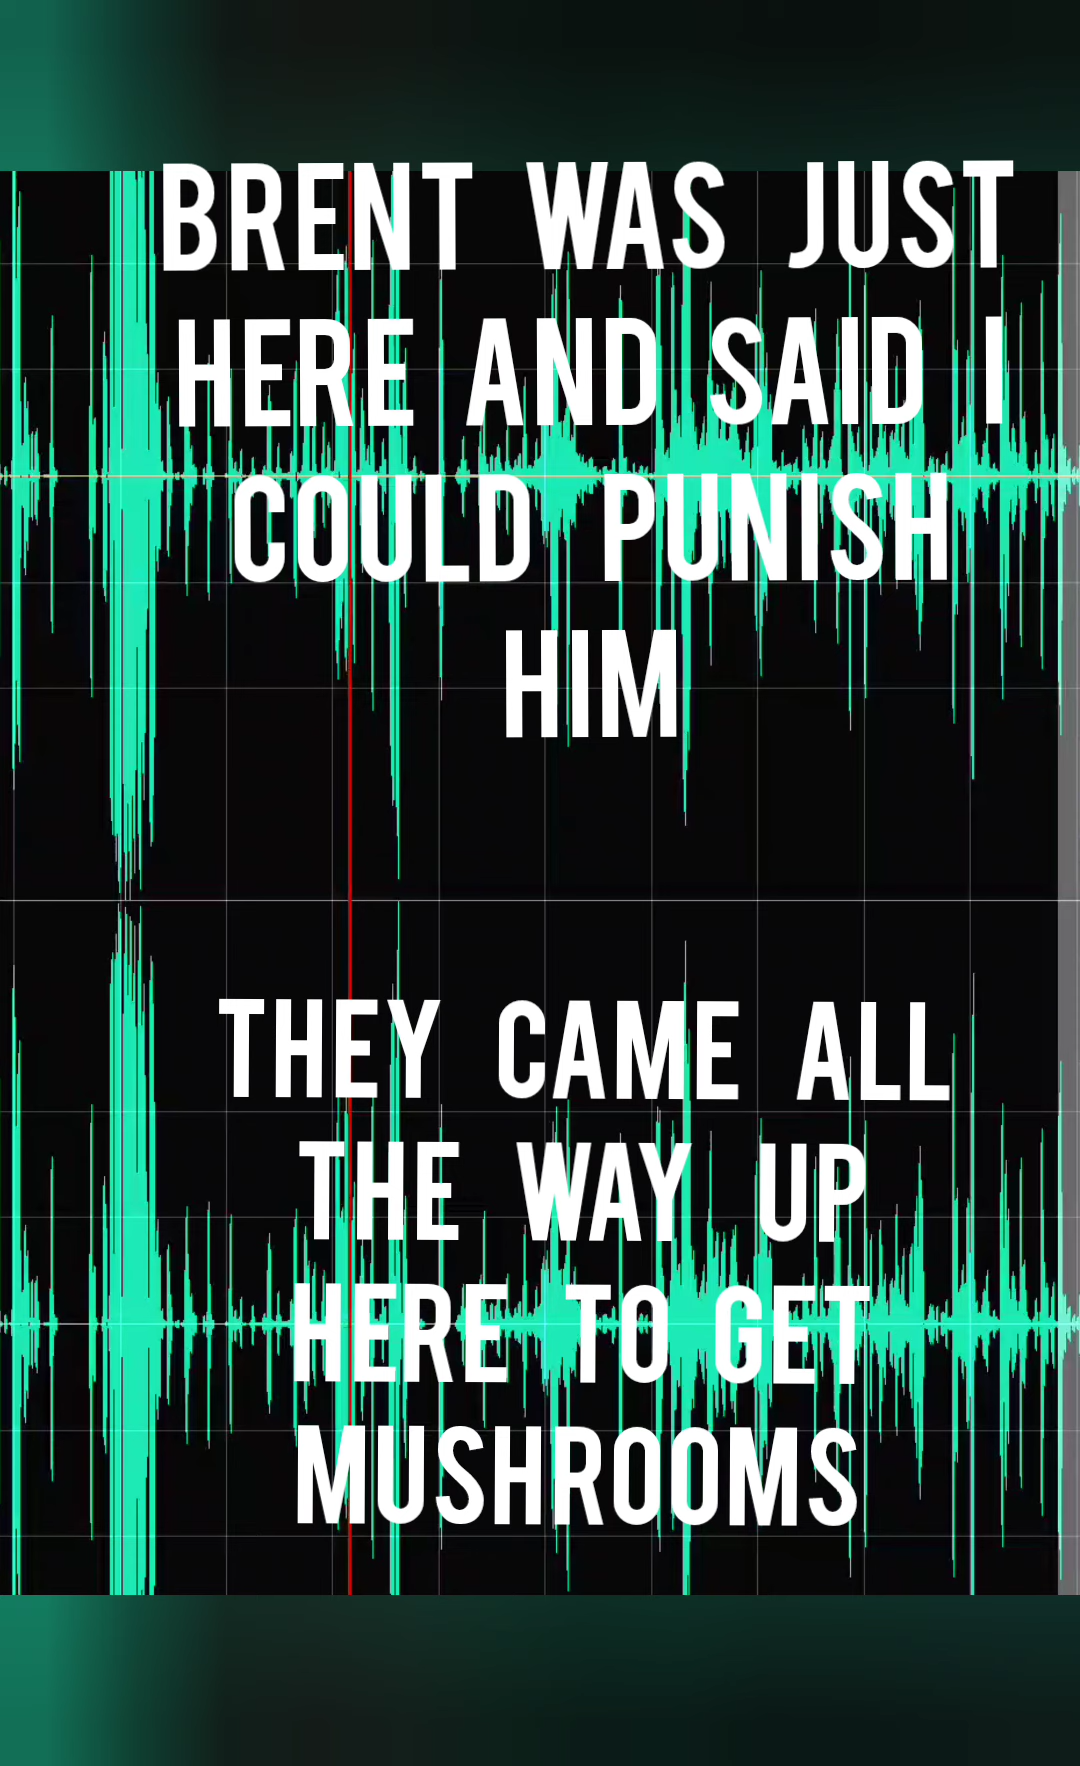 BRENT WAS JUST
HERE AND SAID I
COULD PUNISH
HIM
THEY CAME ALL
THE WAY UP
HERE TO GET
MUSHROOMS